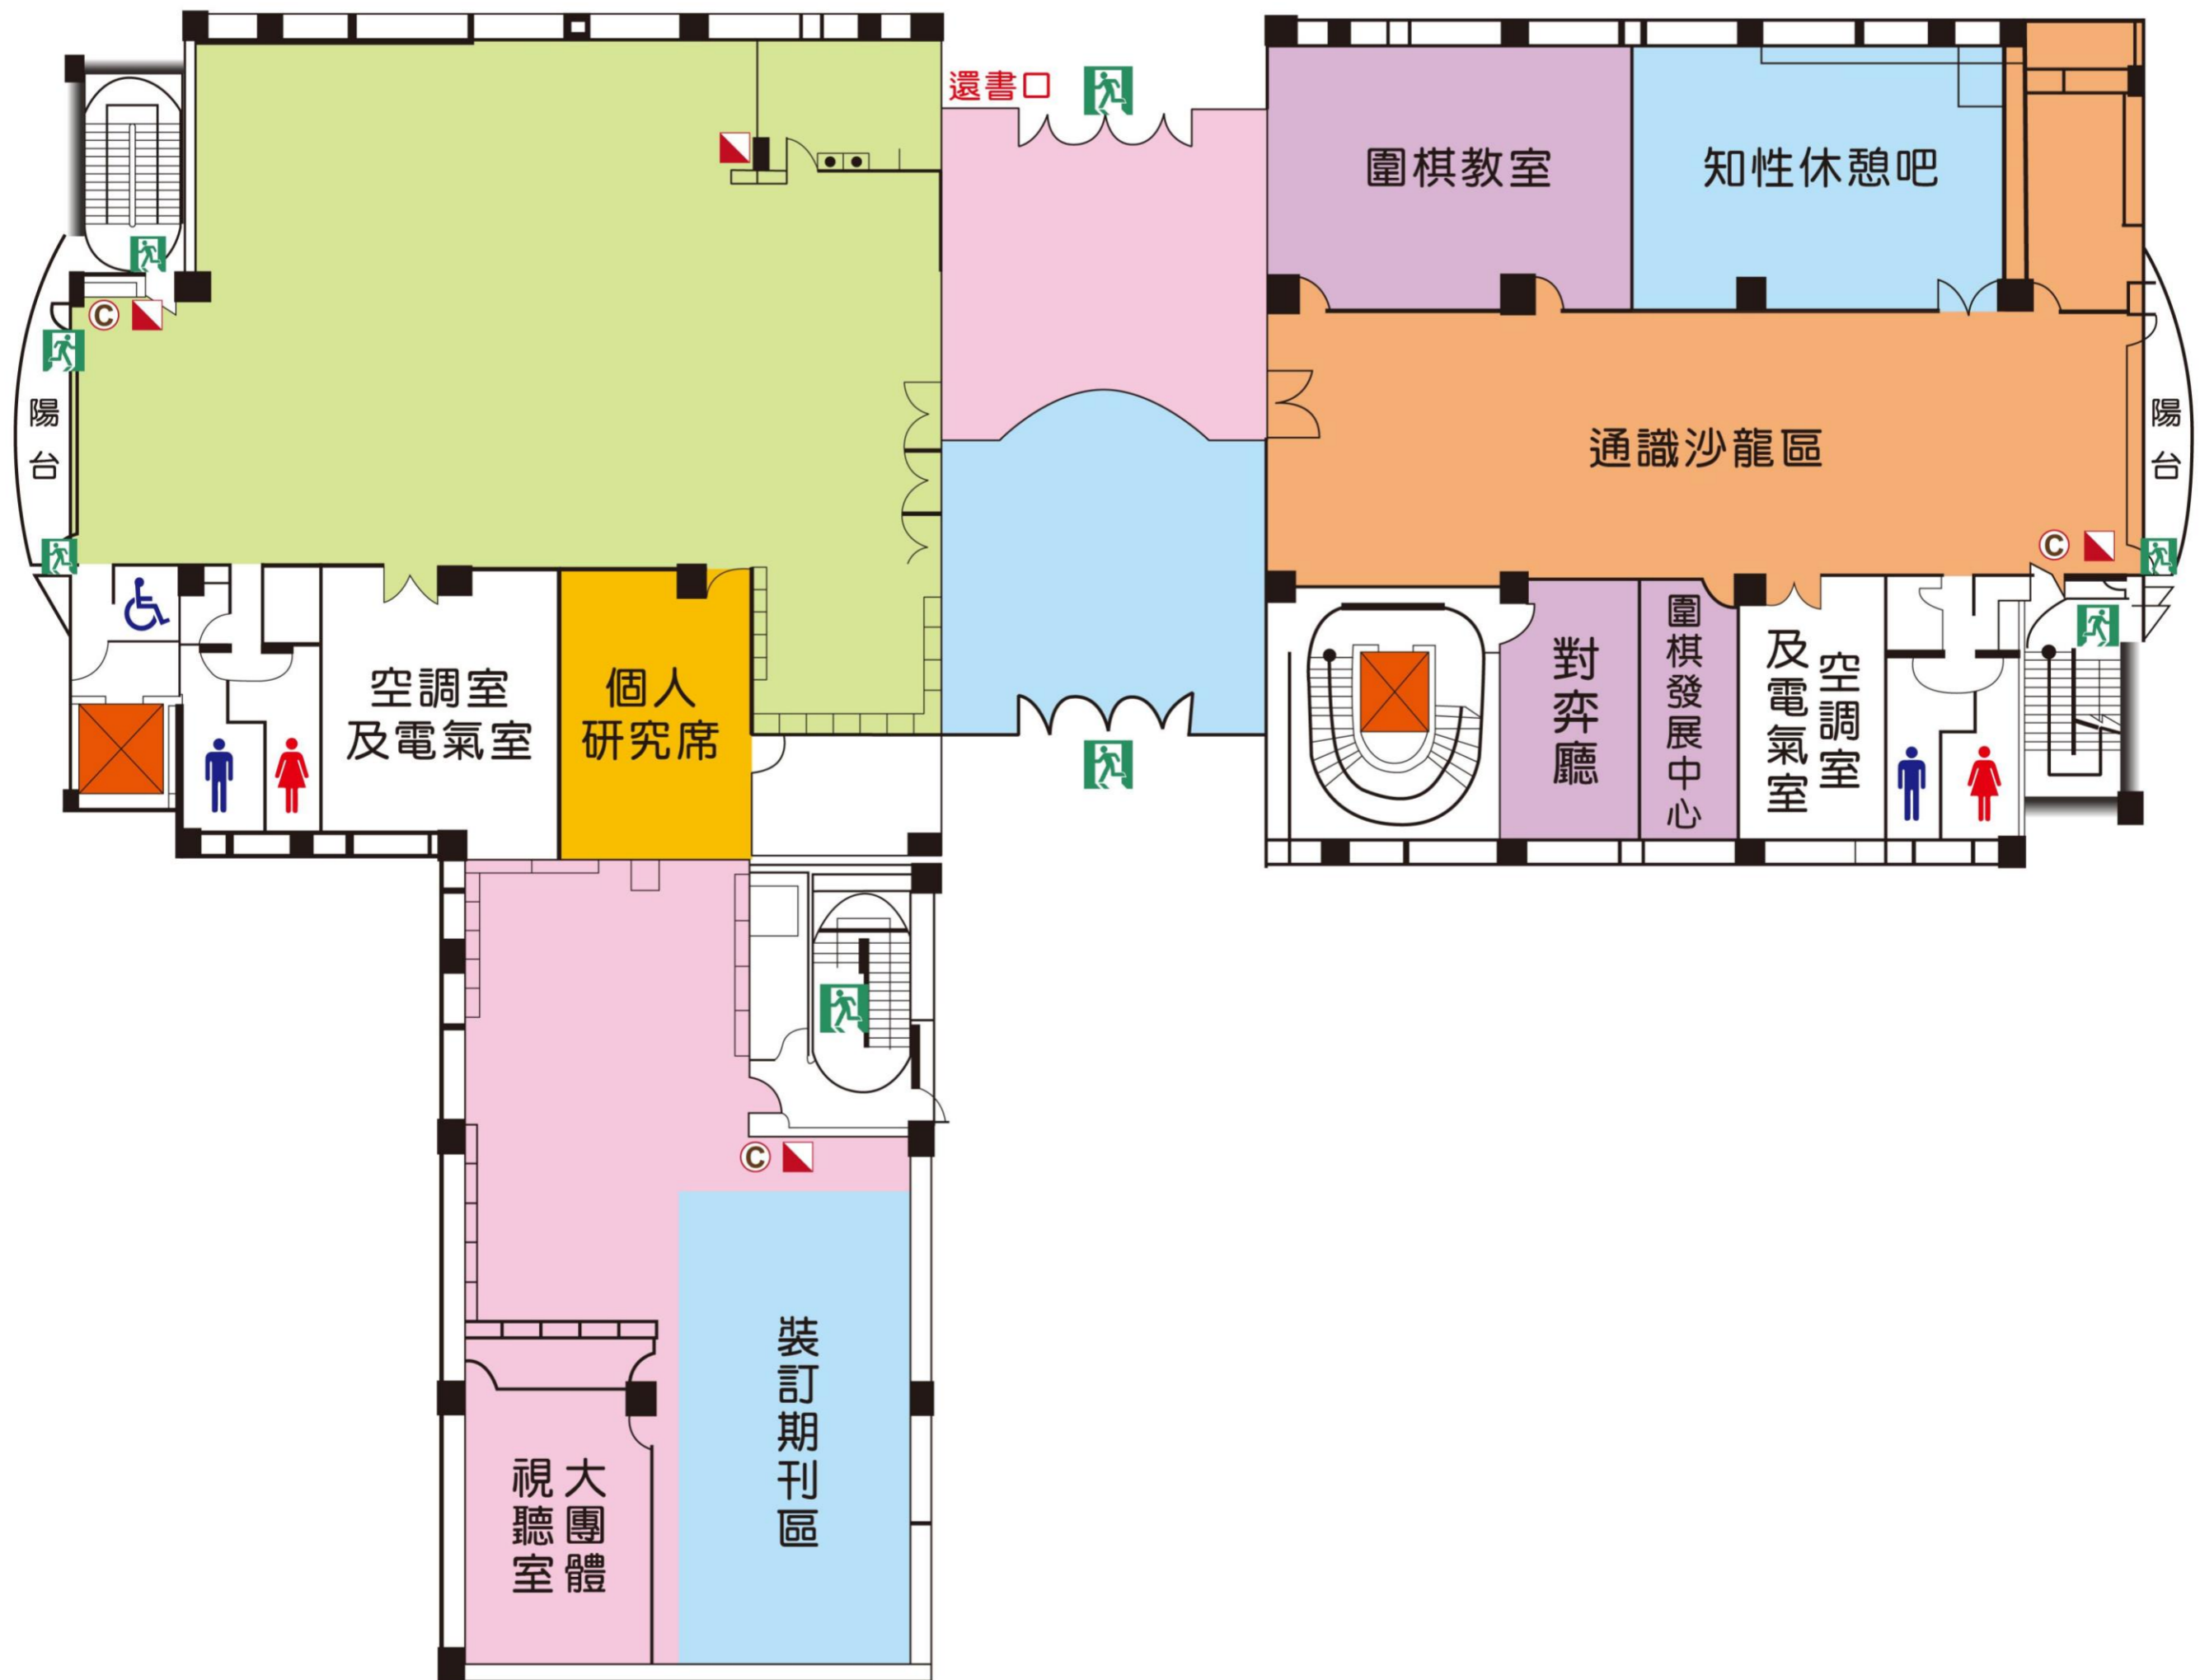 還書口
圍棋教室
知性休憩吧
陽台
通識沙龍區
陽台
C
C
空調室
及電氣室
個人
研究席
對弈廳
圍棋發展中心
空調室
及電氣室
C
裝訂期刊區
大團體
視聽室